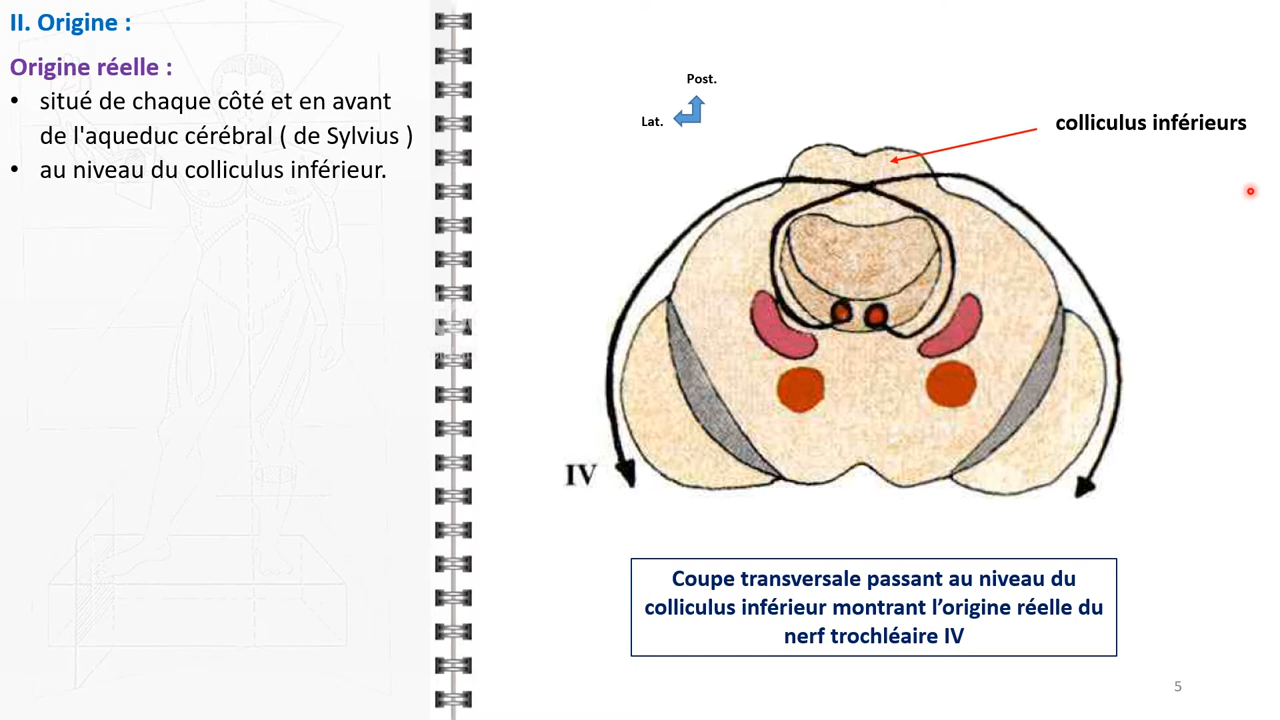 II. Origine :
Origine réelle :
• situé de chaque côté et en avant
de l'aqueduc cérébral ( de Sylvius )
• au niveau du colliculus inférieur.
Post.
Lat.
colliculus inférieurs
IV
Coupe transversale passant au niveau du
colliculus inférieur montrant l’origine réelle du
nerf trochléaire IV
5